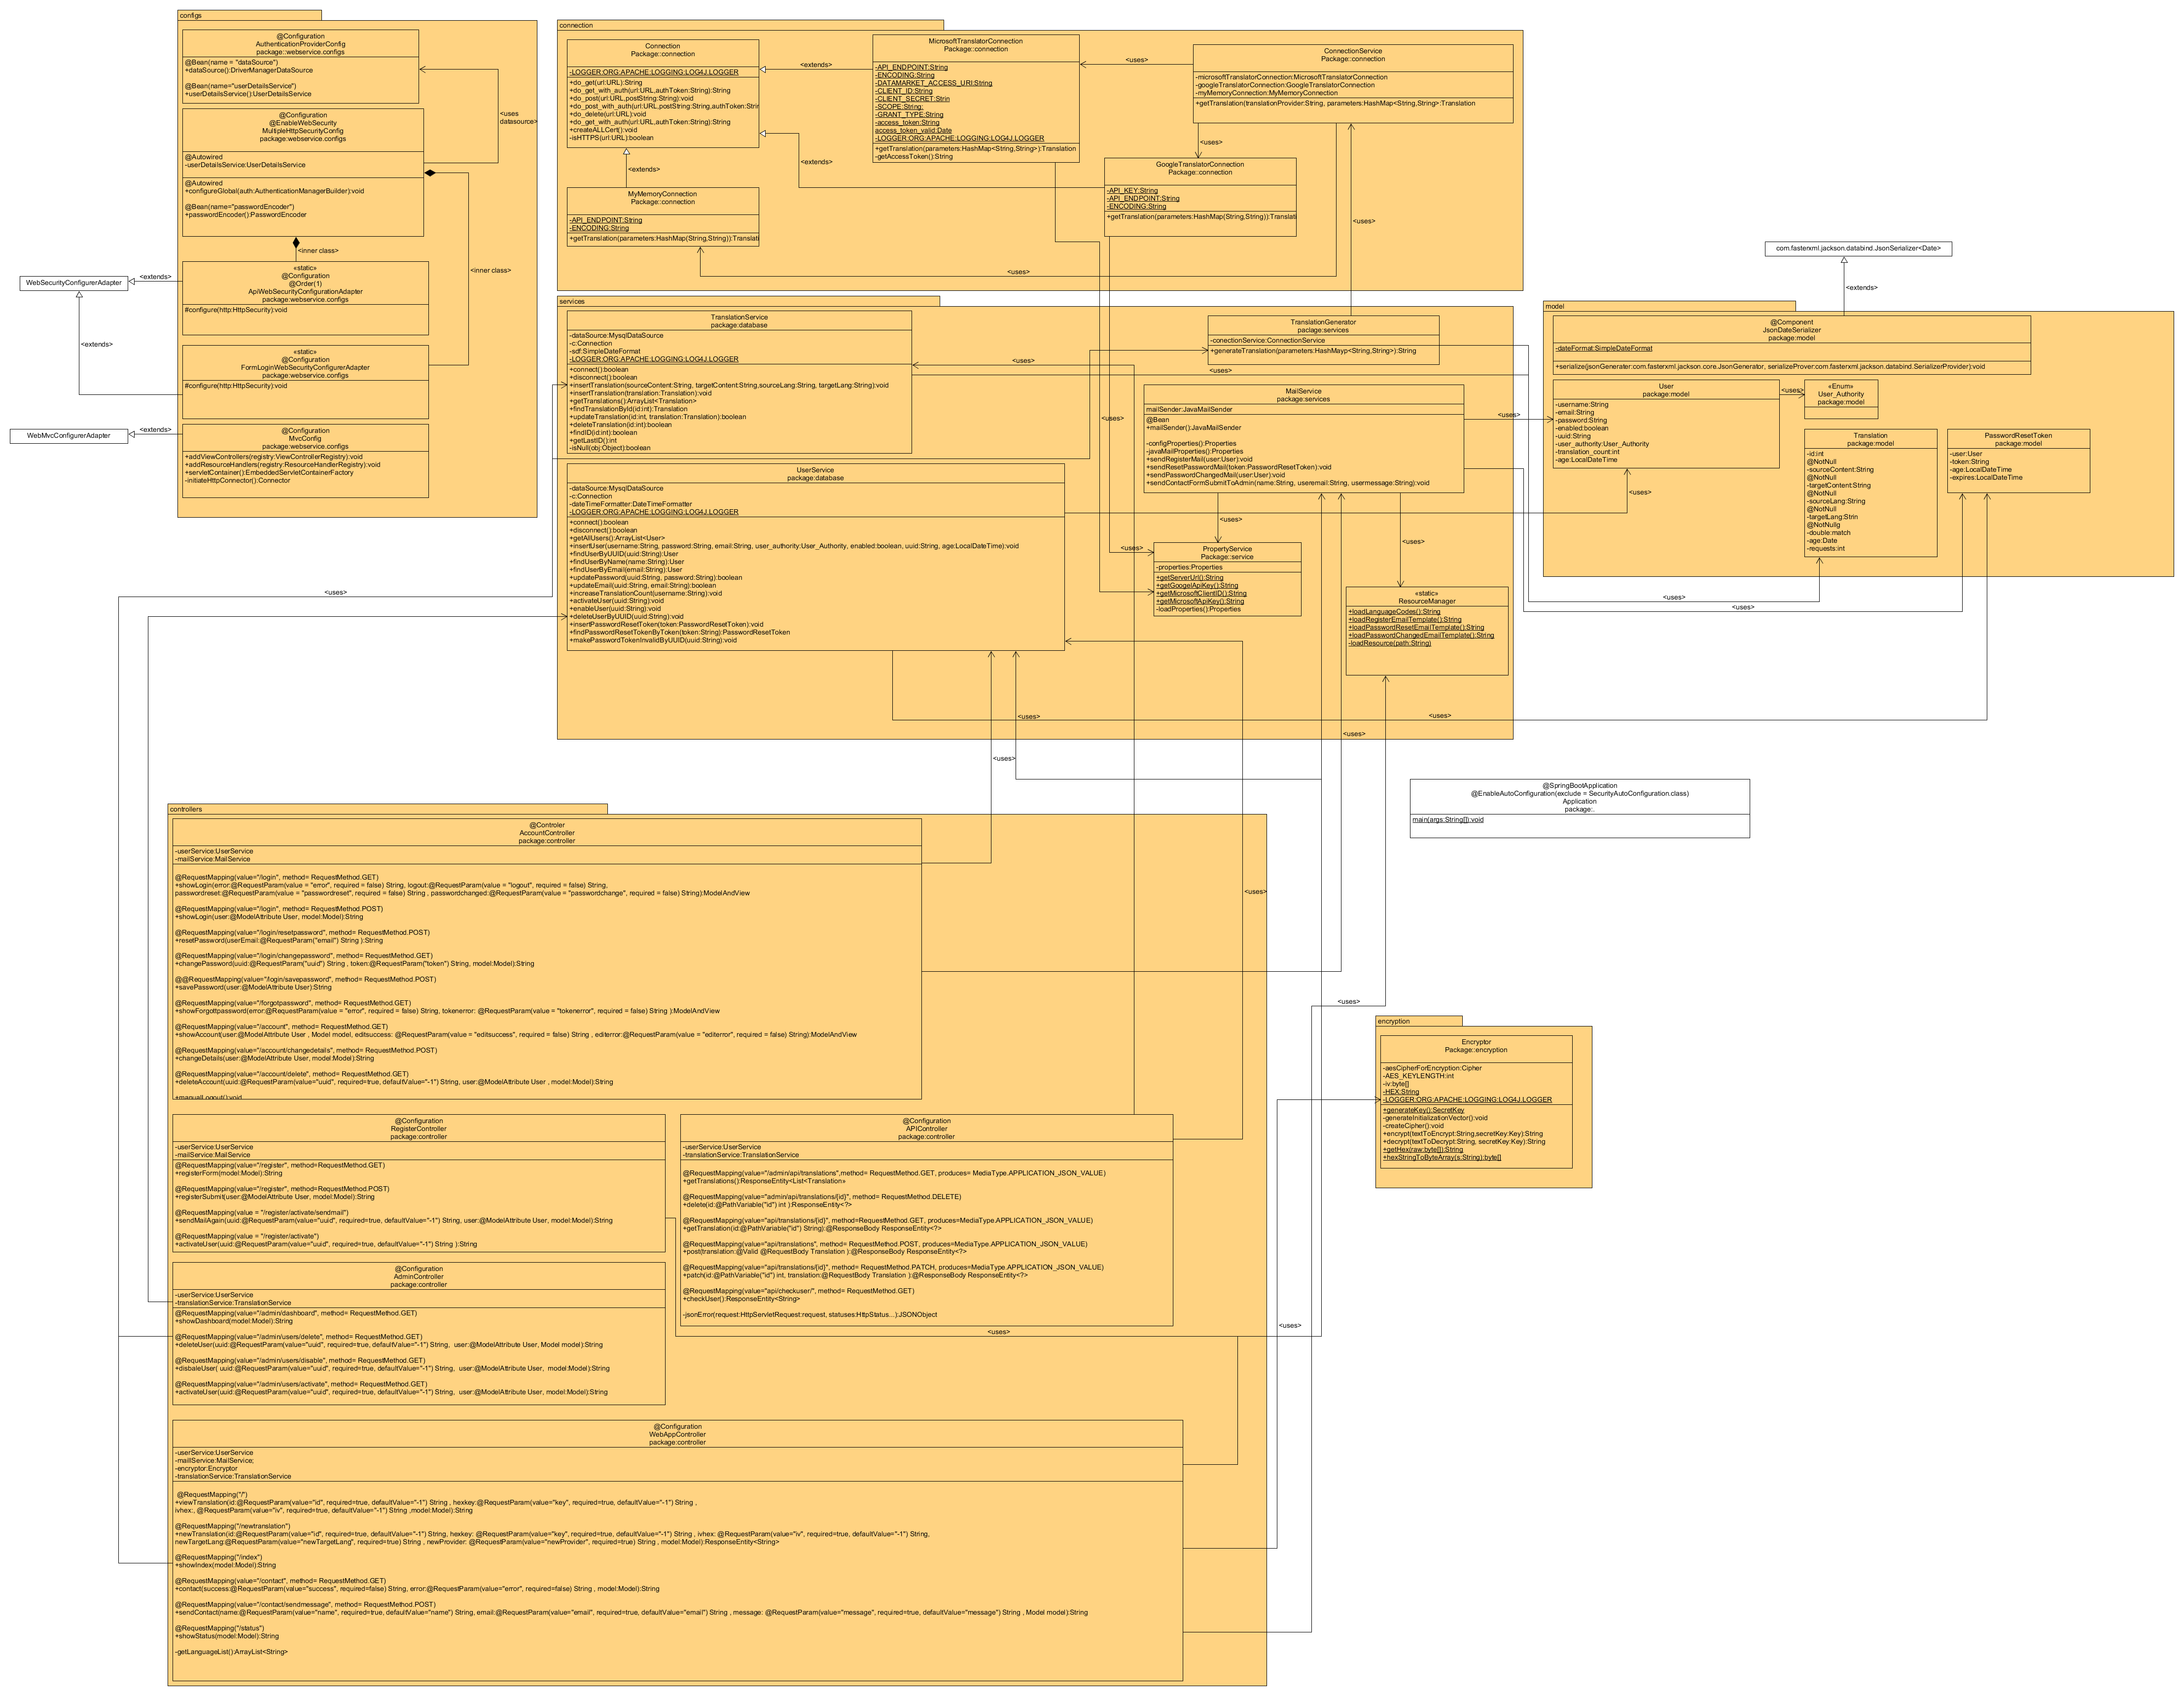 configs
@Configuration
AuthenticationProviderConfig
package::webservice.configs
@Bean(name = "dataSource")
+dataSource():DriverManagerDataSource
@Bean(name="userDetailsService")
+userDetailsService():UserDetailsService
<uses
datasource>
@Configuration
@EnableWebSecurity
MultipleHttpSecurityConfig
package:webservice.configs
@Autowired
-userDetailsService:UserDetailsService
@Autowired
+configureGlobal(auth:AuthenticationManagerBuilder):void
@Bean(name="passwordEncoder")
+passwordEncoder():PasswordEncoder
<inner class>
<inner class>
«static»
@Configuration
@Order(1)
ApiWebSecurityConfigurationAdapter
package:webservice.configs
#configure(http:HttpSecurity):void
WebSecurityConfigurerAdapter
<extends>
<extends>
«static»
@Configuration
FormLoginWebSecurityConfigurerAdapter
package:webservice.configs
#configure(http:HttpSecurity):void
WebMvcConfigurerAdapter
<extends>
@Configuration
MvcConfig
package:webservice.configs
+addViewControllers(registry:ViewControllerRegistry):void
+addResourceHandlers(registry:ResourceHandlerRegistry):void
+servletContainer():EmbeddedServletContainerFactory
-initiateHttpConnector():Connector
connection
Connection
Package::connection
-LOGGER:ORG:APACHE:LOGGING:LOG4J.LOGGER
+do_get(url:URL):String
+do_get_with_auth(url:URL,authToken:String):String
+do_post(url:URL,postString:String):void
+do_post_with_auth(url:URL,postString:String,authToken:Strir
+do_delete(url:URL):void
+do_get_with_auth(url:URL,authToken:String):String
+createALLCert():void
-isHTTPS(url:URL):boolean
<extends>
<extends>
<extends>
MyMemoryConnection
Package::connection
-API_ENDPOINT:String
-ENCODING:String
+getTranslation(parameters:HashMap(String,String)):Translati
MicrosoftTranslatorConnection
Package::connection
-API_ENDPOINT:String
-ENCODING:String
-DATAMARKET_ACCESS_URI:String
-CLIENT_ID:String
-CLIENT_SECRET:Strin
-SCOPE:String;
-GRANT_TYPE:String
-access_token:String
access_token_valid:Date
-LOGGER:ORG:APACHE:LOGGING:LOG4J.LOGGER
+getTranslation(parameters:HashMap<String,String>):Translation
-getAccessToken():String
<uses>
ConnectionService
Package::connection
-microsoftTranslatorConnection:MicrosoftTranslatorConnection
-googleTranslatorConnection:GoogleTranslatorConnection
-myMemoryConnection:MyMemoryConnection
+getTranslation(translationProvider:String, parameters:HashMap<String,String>:Translation
<uses>
GoogleTranslatorConnection
Package::connection
-API_KEY:String
-API_ENDPOINT:String
-ENCODING:String
+getTranslation(parameters:HashMap(String,String)):Translati
<uses>
<uses>
services
TranslationService
package:database
-dataSource:MysqlDataSource
-c:Connection
-sdf:SimpleDateFormat
-LOGGER:ORG:APACHE:LOGGING:LOG4J.LOGGER
+connect():boolean
+disconnect():boolean
+insertTranslation(sourceContent:String, targetContent:String,sourceLang:String, targetLang:String):void
+insertTranslation(translation:Translation):void
+getTranslations():ArrayList<Translation>
+findTranslationById(id:int):Translation
+updateTranslation(id:int, translation:Translation):boolean
+deleteTranslation(id:int):boolean
+findID(id:int):boolean
+getLastID():int
-isNull(obj:Object):boolean
<uses>
<uses>
TranslationGenerator
paclage:services
-conectionService:ConnectionService
+generateTranslation(parameters:HashMayp<String,String>):String
MailService
package:services
mailSender:JavaMailSender
@Bean
+mailSender():JavaMailSender
-configProperties():Properties
-javaMailProperties():Properties
+sendRegisterMail(user:User):void
+sendResetPasswordMail(token:PasswordResetToken):void
+sendPasswordChangedMail(user:User):void
+sendContactFormSubmitToAdmin(name:String, useremail:String, usermessage:String):void
<uses>
<uses>
UserService
package:database
-dataSource:MysqlDataSource
-c:Connection
-dateTimeFormatter:DateTimeFormatter
-LOGGER:ORG:APACHE:LOGGING:LOG4J.LOGGER
+connect():boolean
+disconnect():boolean
+getAllUsers():ArrayList<User>
+insertUser(username:String, password:String, email:String, user_authority:User_Authority, enabled:boolean, uuid:String, age:LocalDateTime):void
+findUserByUUID(uuid:String):User
+findUserByName(name:String):User
+findUserByEmail(email:String):User
+updatePassword(uuid:String, password:String):boolean
+updateEmail(uuid:String, email:String):boolean
+increaseTranslationCount(username:String):void
+activateUser(uuid:String):void
+enableUser(uuid:String):void
+deleteUserByUUID(uuid:String):void
+insertPasswordResetToken(token:PasswordResetToken):void
+findPasswordResetTokenByToken(token:String):PasswordResetToken
+makePasswordTokenInvalidByUUID(uuid:String):void
<uses>
<uses>
<uses>
<uses>
PropertyService
Package::service
-properties:Properties
+getServerUrl():String
+getGoogelApiKey():String
+getMicrosoftClientID():String
+getMicrosoftApiKey():String
-loadProperties():Properties
«static»
ResourceManager
+loadLanguageCodes():String
+loadRegisterEmailTemplate():String
+loadPasswordResetEmailTemplate():String
+loadPasswordChangedEmailTemplate():String
-loadResource(path:String)
<uses>
<uses>
<uses>
<uses>
com.fasterxml.jackson.databind.JsonSerializer<Date>
<extends>
model
@Component
JsonDateSerializer
package:model
-dateFormat:SimpleDateFormat
+serialize(jsonGenerater:com.fasterxml.jackson.core.JsonGenerator, serializeProver:com.fasterxml.jackson.databind.SerializerProvider):void
User
package:model
-username:String
-email:String
-password:String
-enabled:boolean
-uuid:String
-user_authority:User_Authority
-translation_count:int
-age:LocalDateTime
<uses>
«Enum»
User_Authority
package:model
Translation
package:model
-id:int
@NotNull
-sourceContent:String
@NotNull
-targetContent:String
@NotNull
-sourceLang:String
@NotNull
-targetLang:Strin
@NotNullg
-double:match
-age:Date
-requests:int
PasswordResetToken
package:model
-user:User
-token:String
-age:LocalDateTime
-expires:LocalDateTime
<uses>
<uses>
<uses>
<uses>
@SpringBootApplication
@EnableAutoConfiguration(exclude = SecurityAutoConfiguration.class)
Application
package:.
main(args:String[]):void
controllers
@Controler
AccountController
package:controller
-userService:UserService
-mailService:MailService
@RequestMapping(value="/login", method= RequestMethod.GET)
+showLogin(error:@RequestParam(value = "error", required = false) String, logout:@RequestParam(value = "logout", required = false) String,
passwordreset:@RequestParam(value = "passwordreset", required = false) String , passwordchanged:@RequestParam(value = "passwordchange", required = false) String):ModelAndView
@RequestMapping(value="/login", method= RequestMethod.POST)
+showLogin(user:@ModelAttribute User, model:Model):String
@RequestMapping(value="/login/resetpassword", method= RequestMethod.POST)
+resetPassword(userEmail:@RequestParam("email") String ):String
@RequestMapping(value="/login/changepassword", method= RequestMethod.GET)
+changePassword(uuid:@RequestParam("uuid") String , token:@RequestParam("token") String, model:Model):String
@@RequestMapping(value="/login/savepassword", method= RequestMethod.POST)
+savePassword(user:@ModelAttribute User):String
@RequestMapping(value="/forgotpassword", method= RequestMethod.GET)
+showForgottpassword(error:@RequestParam(value = "error", required = false) String, tokenerror: @RequestParam(value = "tokenerror", required = false) String ):ModelAndView
@RequestMapping(value="/account", method= RequestMethod.GET)
+showAccount(user:@ModelAttribute User , Model model, editsuccess: @RequestParam(value = "editsuccess", required = false) String , editerror:@RequestParam(value = "editerror", required = false) String):ModelAndView
@RequestMapping(value="/account/changedetails", method= RequestMethod.POST)
+changeDetails(user:@ModelAttribute User, model:Model):String
@RequestMapping(value="/account/delete", method= RequestMethod.GET)
+deleteAccount(uuid:@RequestParam(value="uuid", required=true, defaultValue="-1") String, user:@ModelAttribute User , model:Model):String
+manualLogout():void
<uses>
<uses>
@Configuration
RegisterController
package:controller
-userService:UserService
-mailService:MailService
@RequestMapping(value="/register", method=RequestMethod.GET)
+registerForm(model:Model):String
@RequestMapping(value="/register", method=RequestMethod.POST)
+registerSubmit(user:@ModelAttribute User, model:Model):String
@RequestMapping(value = "/register/activate/sendmail")
+sendMailAgain(uuid:@RequestParam(value="uuid", required=true, defaultValue="-1") String, user:@ModelAttribute User, model:Model):String
@RequestMapping(value = "/register/activate")
+activateUser(uuid:@RequestParam(value="uuid", required=true, defaultValue="-1") String ):String
@Configuration
APIController
package:controller
-userService:UserService
-translationService:TranslationService
@RequestMapping(value="/admin/api/translations",method= RequestMethod.GET, produces= MediaType.APPLICATION_JSON_VALUE)
+getTranslations():ResponseEntity<List<Translation»
@RequestMapping(value="admin/api/translations/{id}", method= RequestMethod.DELETE)
+delete(id:@PathVariable("id") int ):ResponseEntity<?>
@RequestMapping(value="api/translations/{id}", method=RequestMethod.GET, produces=MediaType.APPLICATION_JSON_VALUE)
+getTranslation(id:@PathVariable("id") String):@ResponseBody ResponseEntity<?>
@RequestMapping(value="api/translations", method= RequestMethod.POST, produces=MediaType.APPLICATION_JSON_VALUE)
+post(translation:@Valid @RequestBody Translation ):@ResponseBody ResponseEntity<?>
@RequestMapping(value="api/translations/{id}", method= RequestMethod.PATCH, produces=MediaType.APPLICATION_JSON_VALUE)
+patch(id:@PathVariable("id") int, translation:@RequestBody Translation ):@ResponseBody ResponseEntity<?>
@RequestMapping(value="api/checkuser/", method= RequestMethod.GET)
+checkUser():ResponseEntity<String>
-jsonError(request:HttpServletRequest:request, statuses:HttpStatus...):JSONObject
<uses>
<uses>
@Configuration
AdminController
package:controller
-userService:UserService
-translationService:TranslationService
@RequestMapping(value="/admin/dashboard", method= RequestMethod.GET)
+showDashboard(model:Model):String
@RequestMapping(value="/admin/users/delete", method= RequestMethod.GET)
+deleteUser(uuid:@RequestParam(value="uuid", required=true, defaultValue="-1") String, user:@ModelAttribute User, Model model):String
@RequestMapping(value="/admin/users/disable", method= RequestMethod.GET)
+disbaleUser( uuid:@RequestParam(value="uuid", required=true, defaultValue="-1") String, user:@ModelAttribute User, model:Model):String
@RequestMapping(value="/admin/users/activate", method= RequestMethod.GET)
+activateUser(uuid:@RequestParam(value="uuid", required=true, defaultValue="-1") String, user:@ModelAttribute User, model:Model):String
@Configuration
WebAppController
package:controller
-userService:UserService
-maillService:MailService;
-encryptor:Encryptor
-translationService:TranslationService
@RequestMapping("/")
+viewTranslation(id:@RequestParam(value="id", required=true, defaultValue="-1") String , hexkey:@RequestParam(value="key", required=true, defaultValue="-1") String ,
ivhex:, @RequestParam(value="iv", required=true, defaultValue="-1") String ,model:Model):String
@RequestMapping("/newtranslation")
+newTranslation(id:@RequestParam(value="id", required=true, defaultValue="-1") String, hexkey: @RequestParam(value="key", required=true, defaultValue="-1") String , ivhex: @RequestParam(value="iv", required=true, defaultValue="-1") String,
newTargetLang:@RequestParam(value="newTargetLang", required=true) String , newProvider: @RequestParam(value="newProvider", required=true) String , model:Model):ResponseEntity<String>
@RequestMapping("/index")
+showIndex(model:Model):String
@RequestMapping(value="/contact", method= RequestMethod.GET)
+contact(success:@RequestParam(value="success", required=false) String, error:@RequestParam(value="error", required=false) String , model:Model):String
@RequestMapping(value="/contact/sendmessage", method= RequestMethod.POST)
+sendContact(name:@RequestParam(value="name", required=true, defaultValue="name") String, email:@RequestParam(value="email", required=true, defaultValue="email") String , message: @RequestParam(value="message", required=true, defaultValue="message") String , Model model):String
@RequestMapping("/status")
+showStatus(model:Model):String
-getLanguageList():ArrayList<String>
<uses>
encryption
Encryptor
Package::encryption
-aesCipherForEncryption:Cipher
-AES_KEYLENGTH:int
-iv:byte[]
-HEX:String
-LOGGER:ORG:APACHE:LOGGING:LOG4J.LOGGER
+generateKey():SecretKey
-generateInitializationVector():void
-createCipher():void
+encrypt(textToEncrypt:String,secretKey:Key):String
+decrypt(textToDecrypt:String, secretKey:Key):String
+getHex(raw:byte[]):String
+hexStringToByteArray(s:String):byte[]